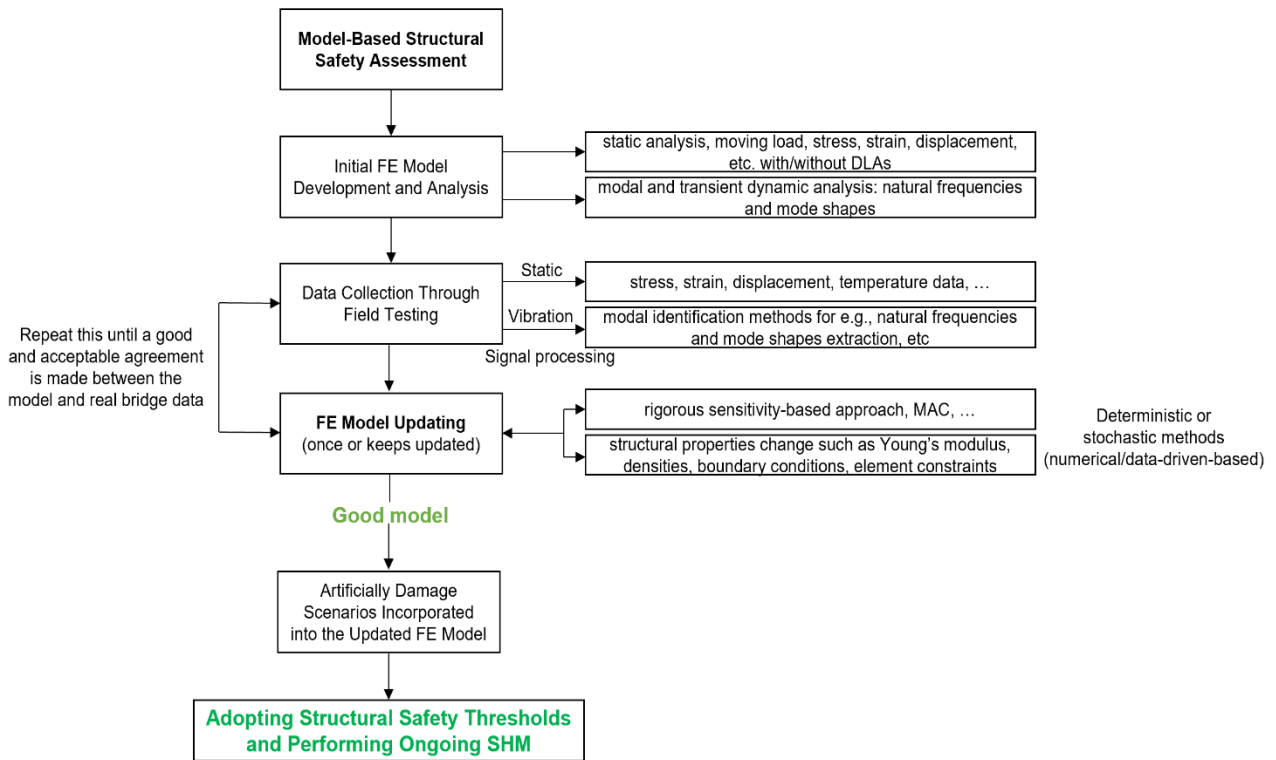 Model-Based Structural
Safety Assessment
Initial FE Model
Development and Analysis
static analysis, moving load, stress, strain, displacement,
etc. with/without DLAs
modal and transient dynamic analysis: natural frequencies
and mode shapes
Data Collection Through
Field Testing
Static
stress, strain, displacement, temperature data, …
Vibration
modal identification methods for e.g., natural frequencies
and mode shapes extraction, etc
Signal processing
Repeat this until a good
and acceptable agreement
is made between the
model and real bridge data
FE Model Updating
(once or keeps updated)
rigorous sensitivity-based approach, MAC, …
structural properties change such as Young's modulus,
densities, boundary conditions, element constraints
Deterministic or
stochastic methods
(numerical/data-driven-based)
Good model
Artificially Damage
Scenarios Incorporated
into the Updated FE Model
Adopting Structural Safety Thresholds
and Performing Ongoing SHM